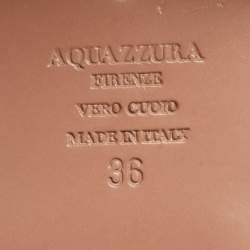 AQUAZZURA
FIRENZE
VERO CUOIO
MADE IN ITALY
36